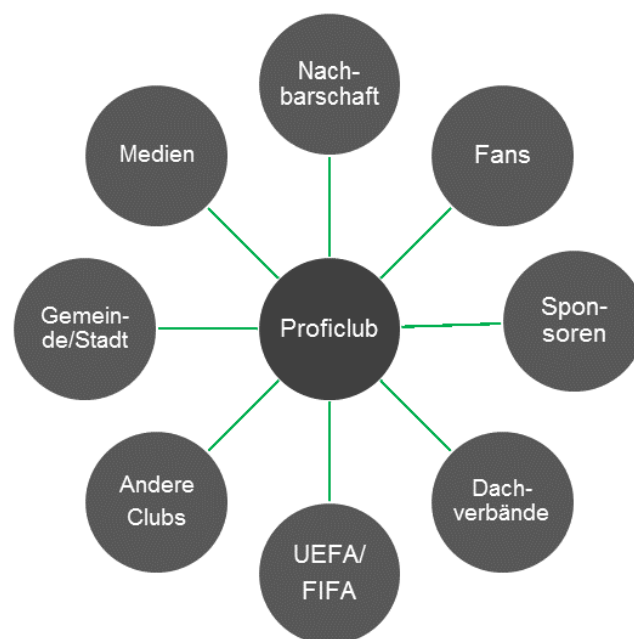 Nach-
barschaft
Medien
Fans
Gemein-
de/Stadt
Proficlub
Spon-
soren
Andere
Clubs
Dach-
verbände
UEFA/
FIFA